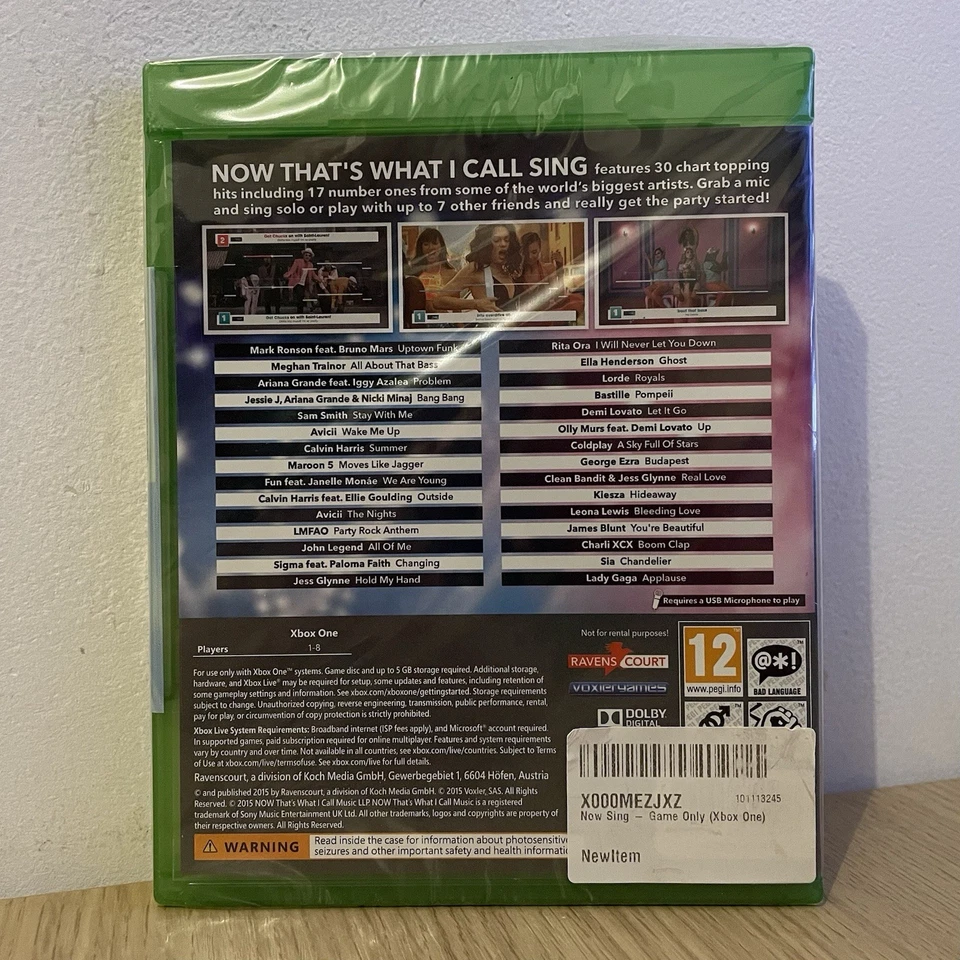 NOW THAT'S WHAT I CALL SING features 30 chart topping
hits including 17 number ones from some of the world's biggest artists. Grab a mic
and sing solo or play with up to 7 other friends and really get the party started!
2 Got Chucks on with Saint-Laurent
1 Got Chucks on with Saint-Laurent
1
Mark Ronson feat. Bruno Mars Uptown Funk
Meghan Trainor All About That Bass
Ariana Grande feat. Iggy Azalea Problem
Jessie J, Ariana Grande & Nicki Minaj Bang Bang
Sam Smith Stay With Me
Avicii Wake Me Up
Calvin Harris Summer
Maroon 5 Moves Like Jagger
Fun feat. Janelle Monáe We Are Young
Calvin Harris feat. Ellie Goulding Outside
Avicii The Nights
LMFAO Party Rock Anthem
John Legend All Of Me
Sigma feat. Paloma Faith Changing
Jess Glynne Hold My Hand
Rita Ora I Will Never Let You Down
Ella Henderson Ghost
Lorde Royals
Bastille Pompeii
Demi Lovato Let It Go
Olly Murs feat. Demi Lovato Up
Coldplay A Sky Full Of Stars
George Ezra Budapest
Clean Bandit & Jess Glynne Real Love
Kiesza Hideaway
Leona Lewis Bleeding Love
James Blunt You're Beautiful
Charli XCX Boom Clap
Sia Chandelier
Lady Gaga Applause
Requires a USB Microphone to play
Xbox One
Players 1-8
For use only with Xbox One™ systems. Game disc and up to 5 GB storage required. Additional storage,
hardware, and Xbox Live® may be required for setup, some updates and features, including retention of
some gameplay settings and information. See xbox.com/xboxone/gettingstarted. Storage requirements
subject to change. Unauthorized copying, reverse engineering, transmission, public performance, rental,
pay for play, or circumvention of copy protection is strictly prohibited.
Xbox Live System Requirements: Broadband internet (ISP fees apply), and Microsoft® account required.
In supported games, paid subscription required for online multiplayer. Features and system requirements
vary by country and over time. Not available in all countries, see xbox.com/live/countries. Subject to Terms
of Use at xbox.com/live/termsofuse. See xbox.com/live for full details.
Ravenscourt, a division of Koch Media GmbH, Gewerbegebiet 1, 6604 Höfen, Austria
© and published 2015 by Ravenscourt, © 2015 Voxler, SAS. All Rights
Reserved. © 2015 NOW That's What I Call Music LLP. NOW That's What I Call Music is a registered
trademark of Sony Music Entertainment UK Ltd. All other trademarks, logos and copyrights are property of
their respective owners. All Rights Reserved.
WARNING
Read inside the case for information about photosensitive
seizures and other important safety and health informatio
Not for rental purposes!
RAVENSCOURT
VOXLERGAMES
DOLBY
DIGITAL
12
www.pegi.info
@*!
BAD LANGUAGE
X000MEZJXZ
101113245
Now Sing – Game Only (Xbox One)
NewItem